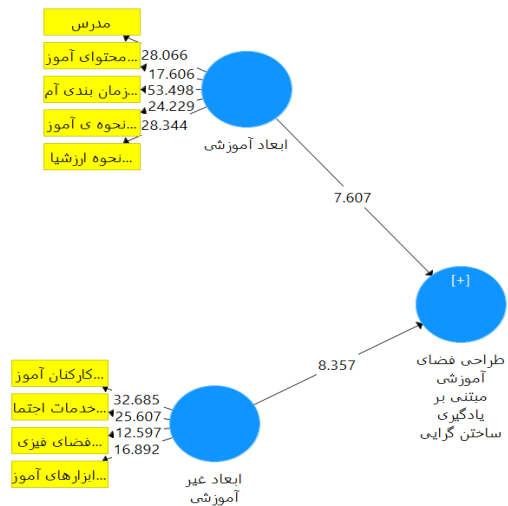 مدرس
محتوای آموز...
زمان بندی آم...
نحوه ی آموز...
نحوه ارزشیا...
28.066
17.606
53.498
24.229
28.344
ابعاد آموزشی
7.607
[+]
طراحی فضای
آموزشی
مبتنی بر
یادگیری
ساختن گرایی
8.357
کارکنان آموز...
خدمات اجتما...
فضای فیزی...
ابزارهای آموز...
32.685
25.607
12.597
16.892
ابعاد غیر
آموزشی